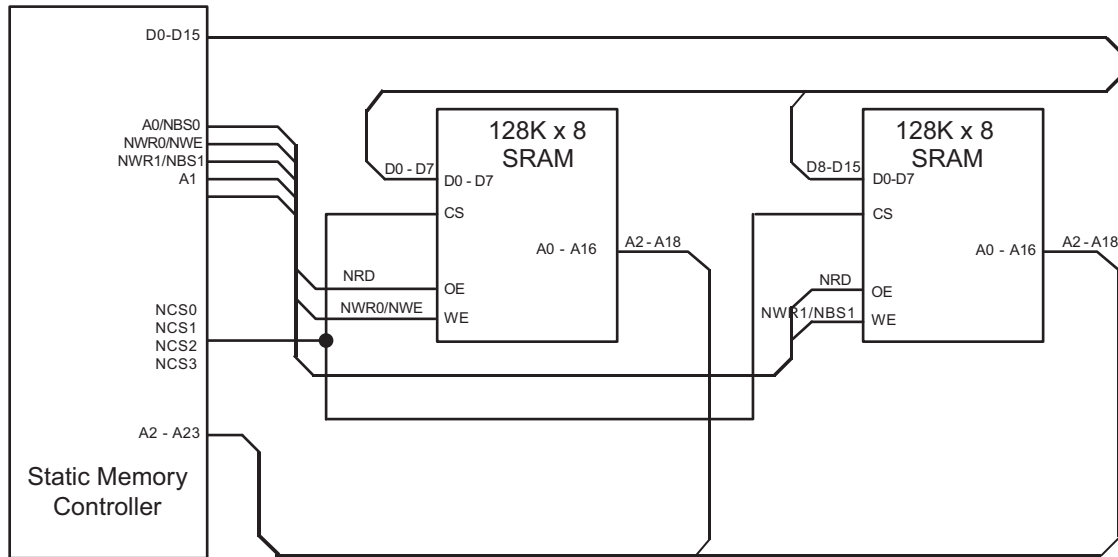 D0-D15
A0/NBS0
NWR0/NWE
NWR1/NBS1
A1
NCS0
NCS1
NCS2
NCS3
A2 - A23
Static Memory
Controller
128K x 8
SRAM
D0 - D7
D0 - D7
CS
A0 - A16
A2 - A18
NRD
OE
NWR0/NWE
WE
128K x 8
SRAM
D8-D15
D0-D7
CS
A0 - A16
A2 - A18
NRD
OE
NWR1/NBS1
WE